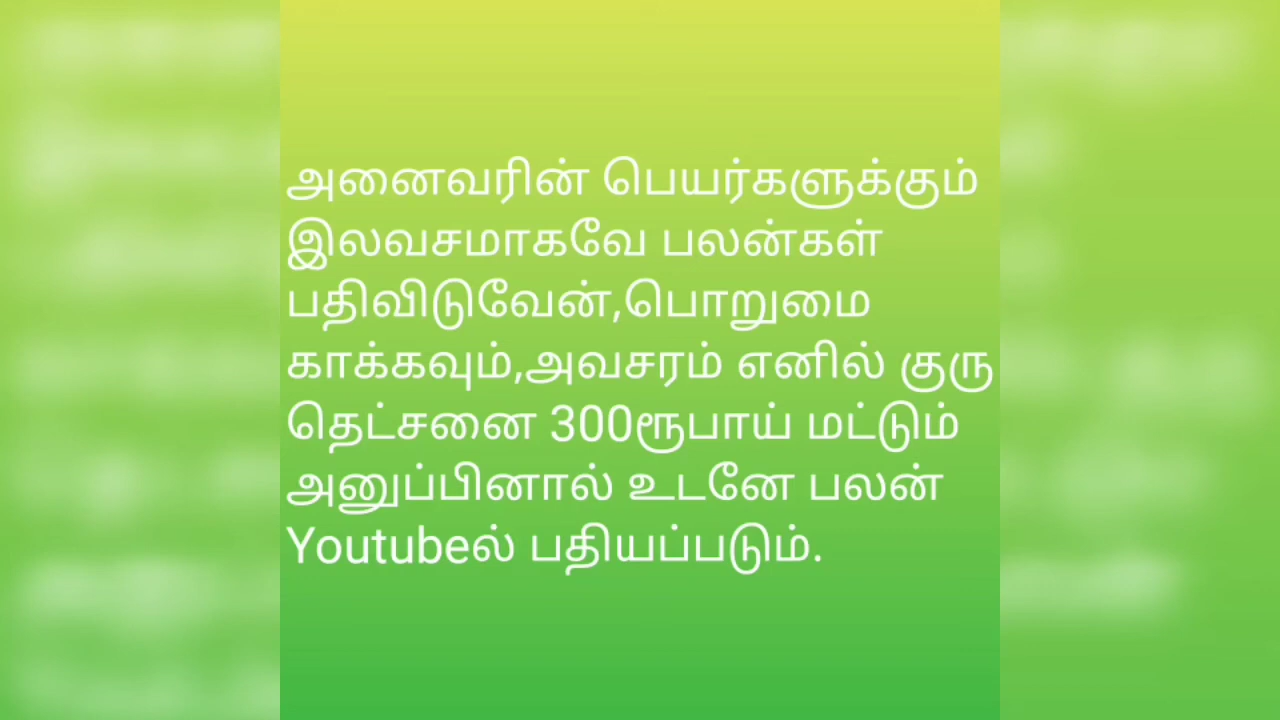 அனைவரின் பெயர்களுக்கும்
இலவசமாகவே பலன்கள்
பதிவிடுவேன்,பொறுமை
காக்கவும்,அவசரம் எனில் குரு
தெட்சனை 300ரூபாய் மட்டும்
அனுப்பினால் உடனே பலன்
Youtubeல் பதியப்படும்.